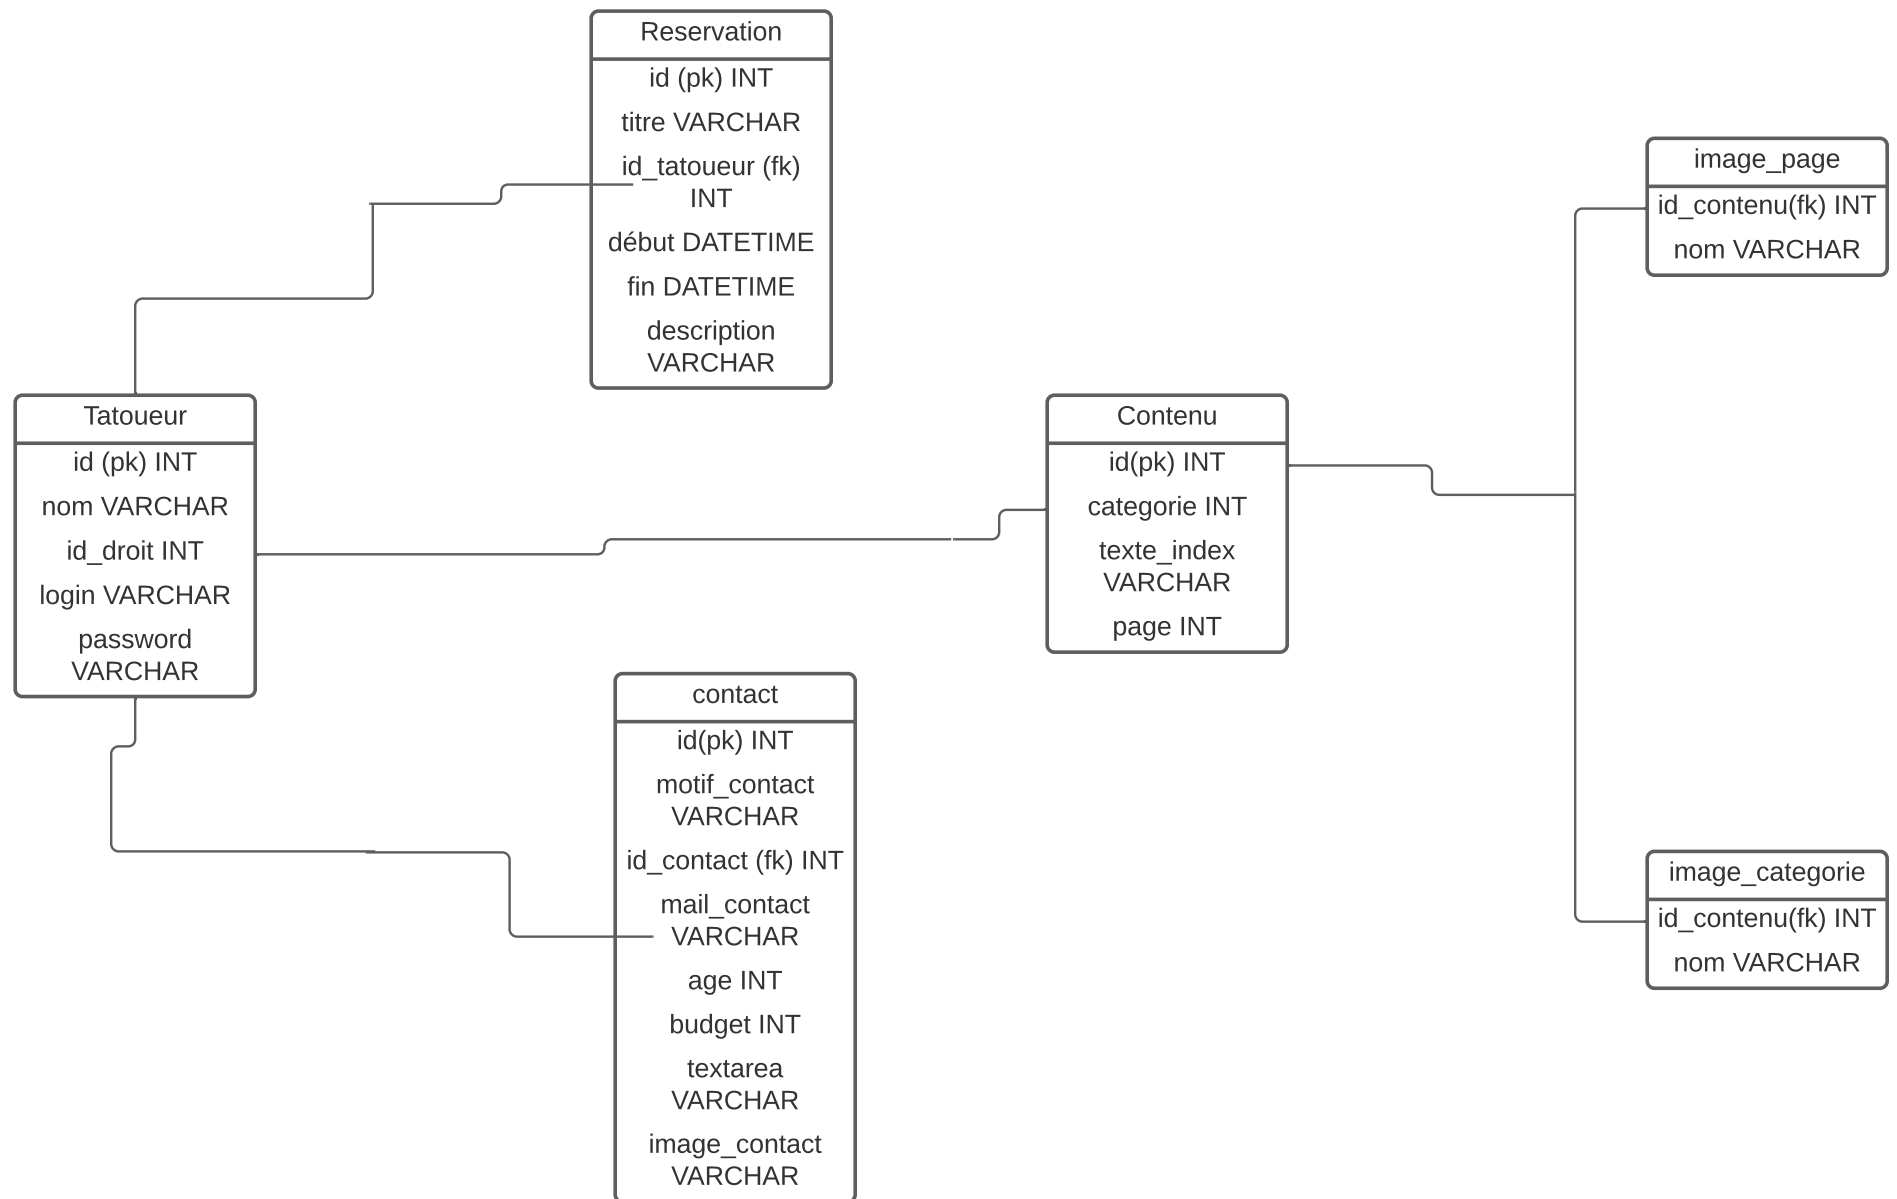 Reservation
id (pk) INT
titre VARCHAR
id_tatoueur (fk)
INT
début DATETIME
fin DATETIME
description
VARCHAR
image_page
id_contenu(fk) INT
nom VARCHAR
Tatoueur
id (pk) INT
nom VARCHAR
id_droit INT
login VARCHAR
password
VARCHAR
Contenu
id(pk) INT
categorie INT
texte_index
VARCHAR
page INT
contact
id(pk) INT
motif_contact
VARCHAR
id_contact (fk) INT
mail_contact
VARCHAR
age INT
budget INT
textarea
VARCHAR
image_contact
VARCHAR
image_categorie
id_contenu(fk) INT
nom VARCHAR